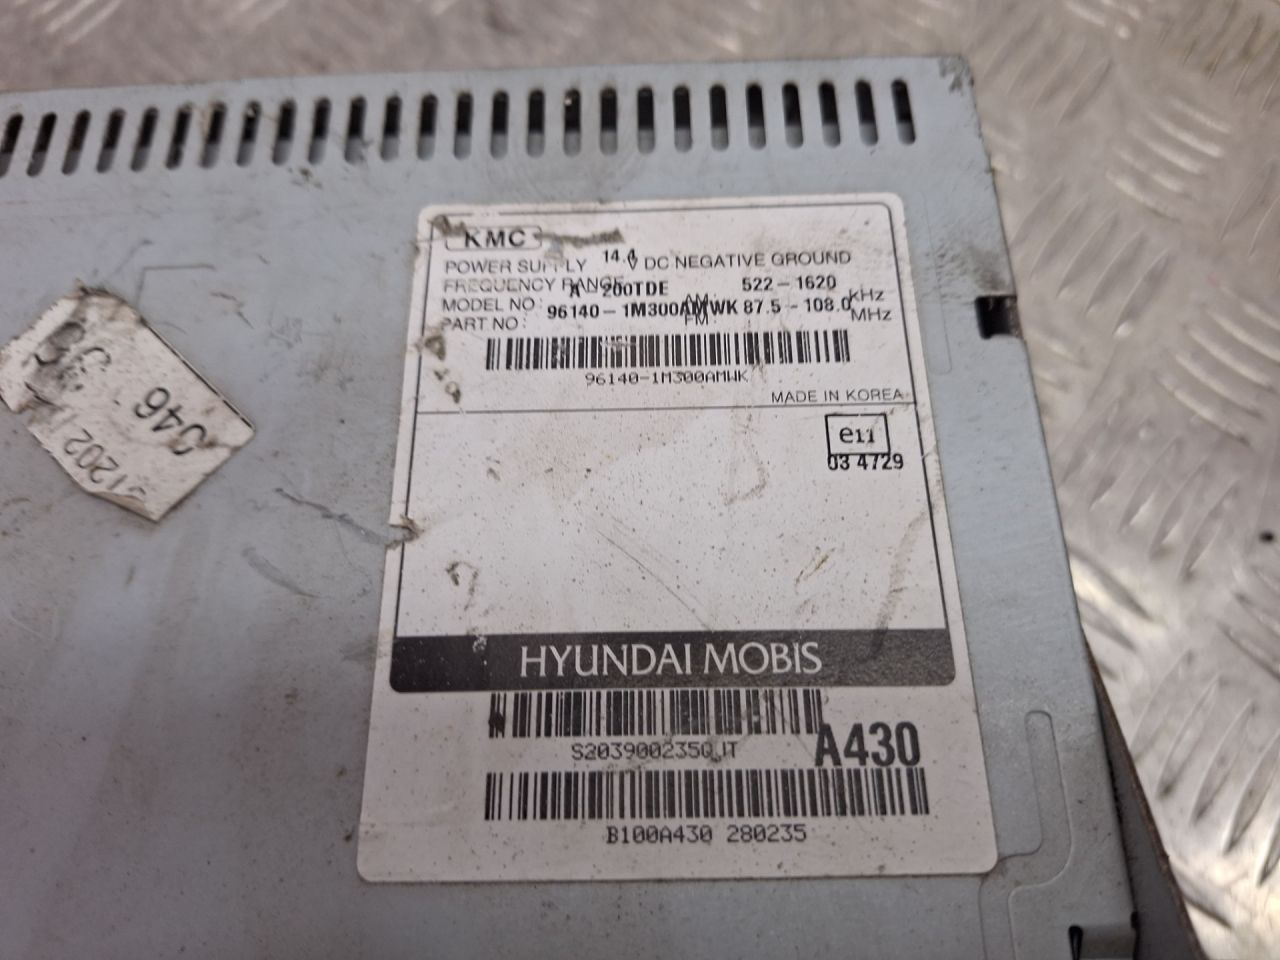 KMC
POWER SUPPLY 14.4 V DC NEGATIVE GROUND
FREQUENCY RANGE: AM 522 - 1620 kHz
FM: 87.5 - 108.0 MHz
MODEL NO: A-200TDE
PART NO: 96140-1M300AMWK
96140-1M300AMWK
MADE IN KOREA
e11
03 4729
HYUNDAI MOBIS
A430
B100A430 280235
046